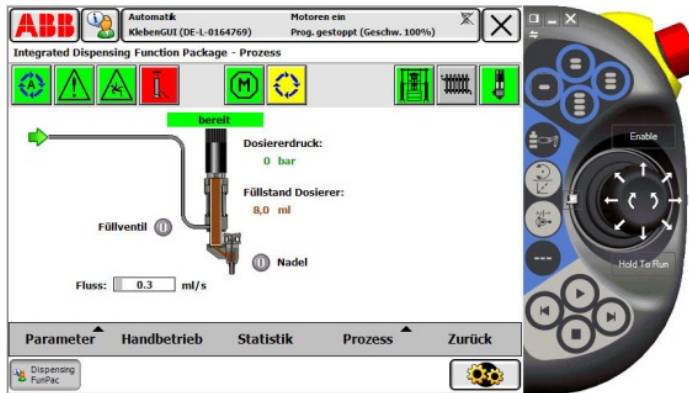 ABB
Automatik
Motoren ein
KlebenGUI (DE-L-0164769)
Prog. gestoppt (Geschw. 100%)
Integrated Dispensing Function Package - Prozess
A
M
bereit
Dosiererdruck:
0 bar
Füllstand Dosierer:
8,0 ml
Füllventil
Nadel
Fluss: 0.3 ml/s
Parameter Handbetrieb Statistik Prozess Zurück
Dispensing
FunPac
Enable
Hold To Run